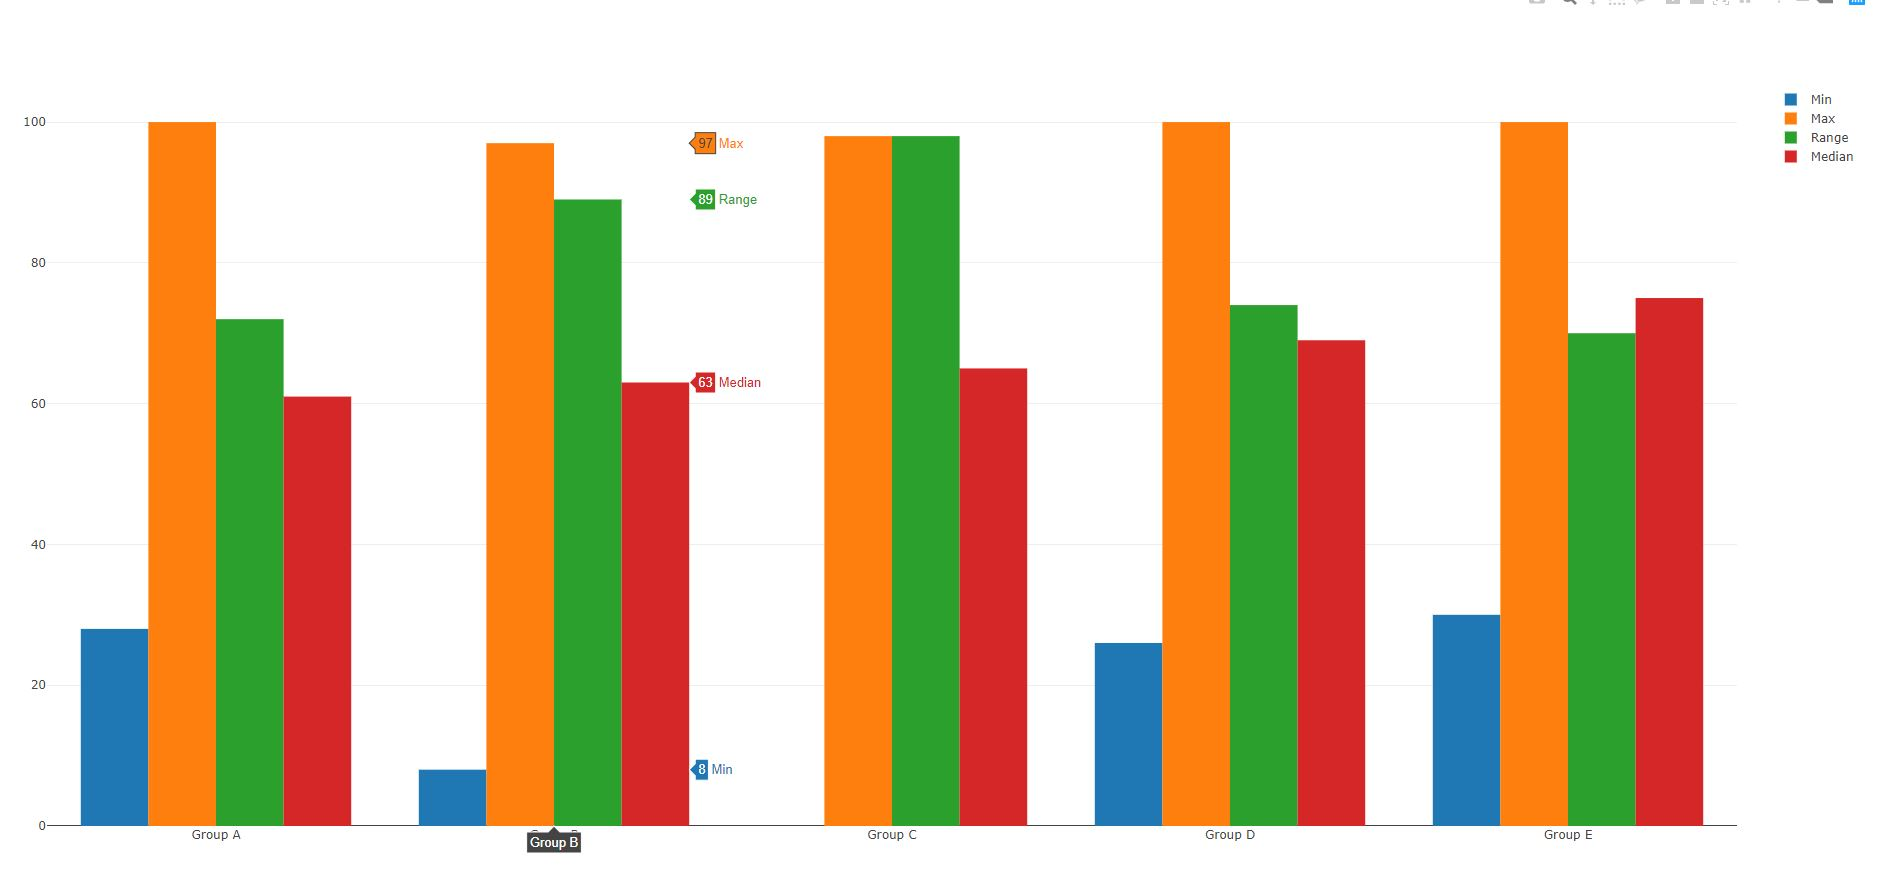 Min
100
97 Max
Max
Range
Median
89 Range
80
63 Median
60
40
20
8 Min
0
Group A
Group B
Group C
Group D
Group E